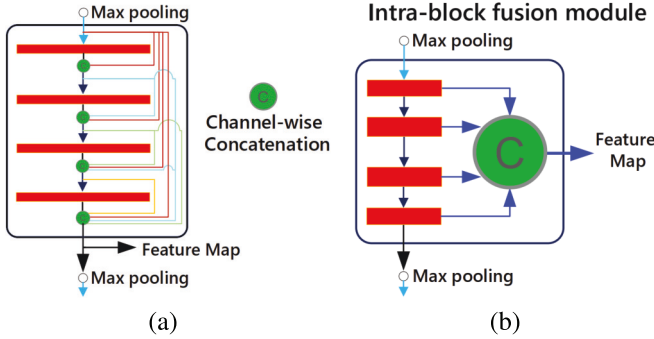 Max pooling
C
C
C
C
C
Channel-wise
Concatenation
Feature Map
Max pooling
(a)
Intra-block fusion module
Max pooling
C
Feature
Map
Max pooling
(b)